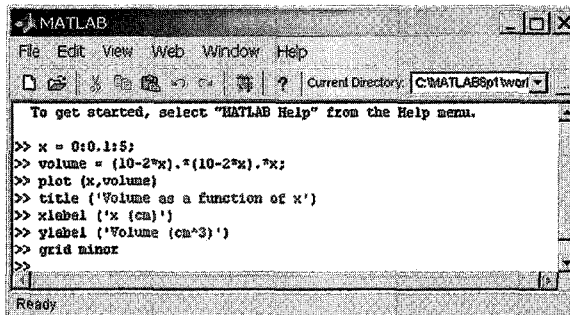 MATLAB
File Edit View Web Window Help
? Current Directory: C:\MATLAB6p1\worl
To get started, select "MATLAB Help" from the Help menu.
>> x = 0:0.1:5;
>> volume = (10-2*x).*(10-2*x).*x;
>> plot (x,volume)
>> title ('Volume as a function of x')
>> xlabel ('x (cm)')
>> ylabel ('Volume (cm^3)')
>> grid minor
>>
Ready